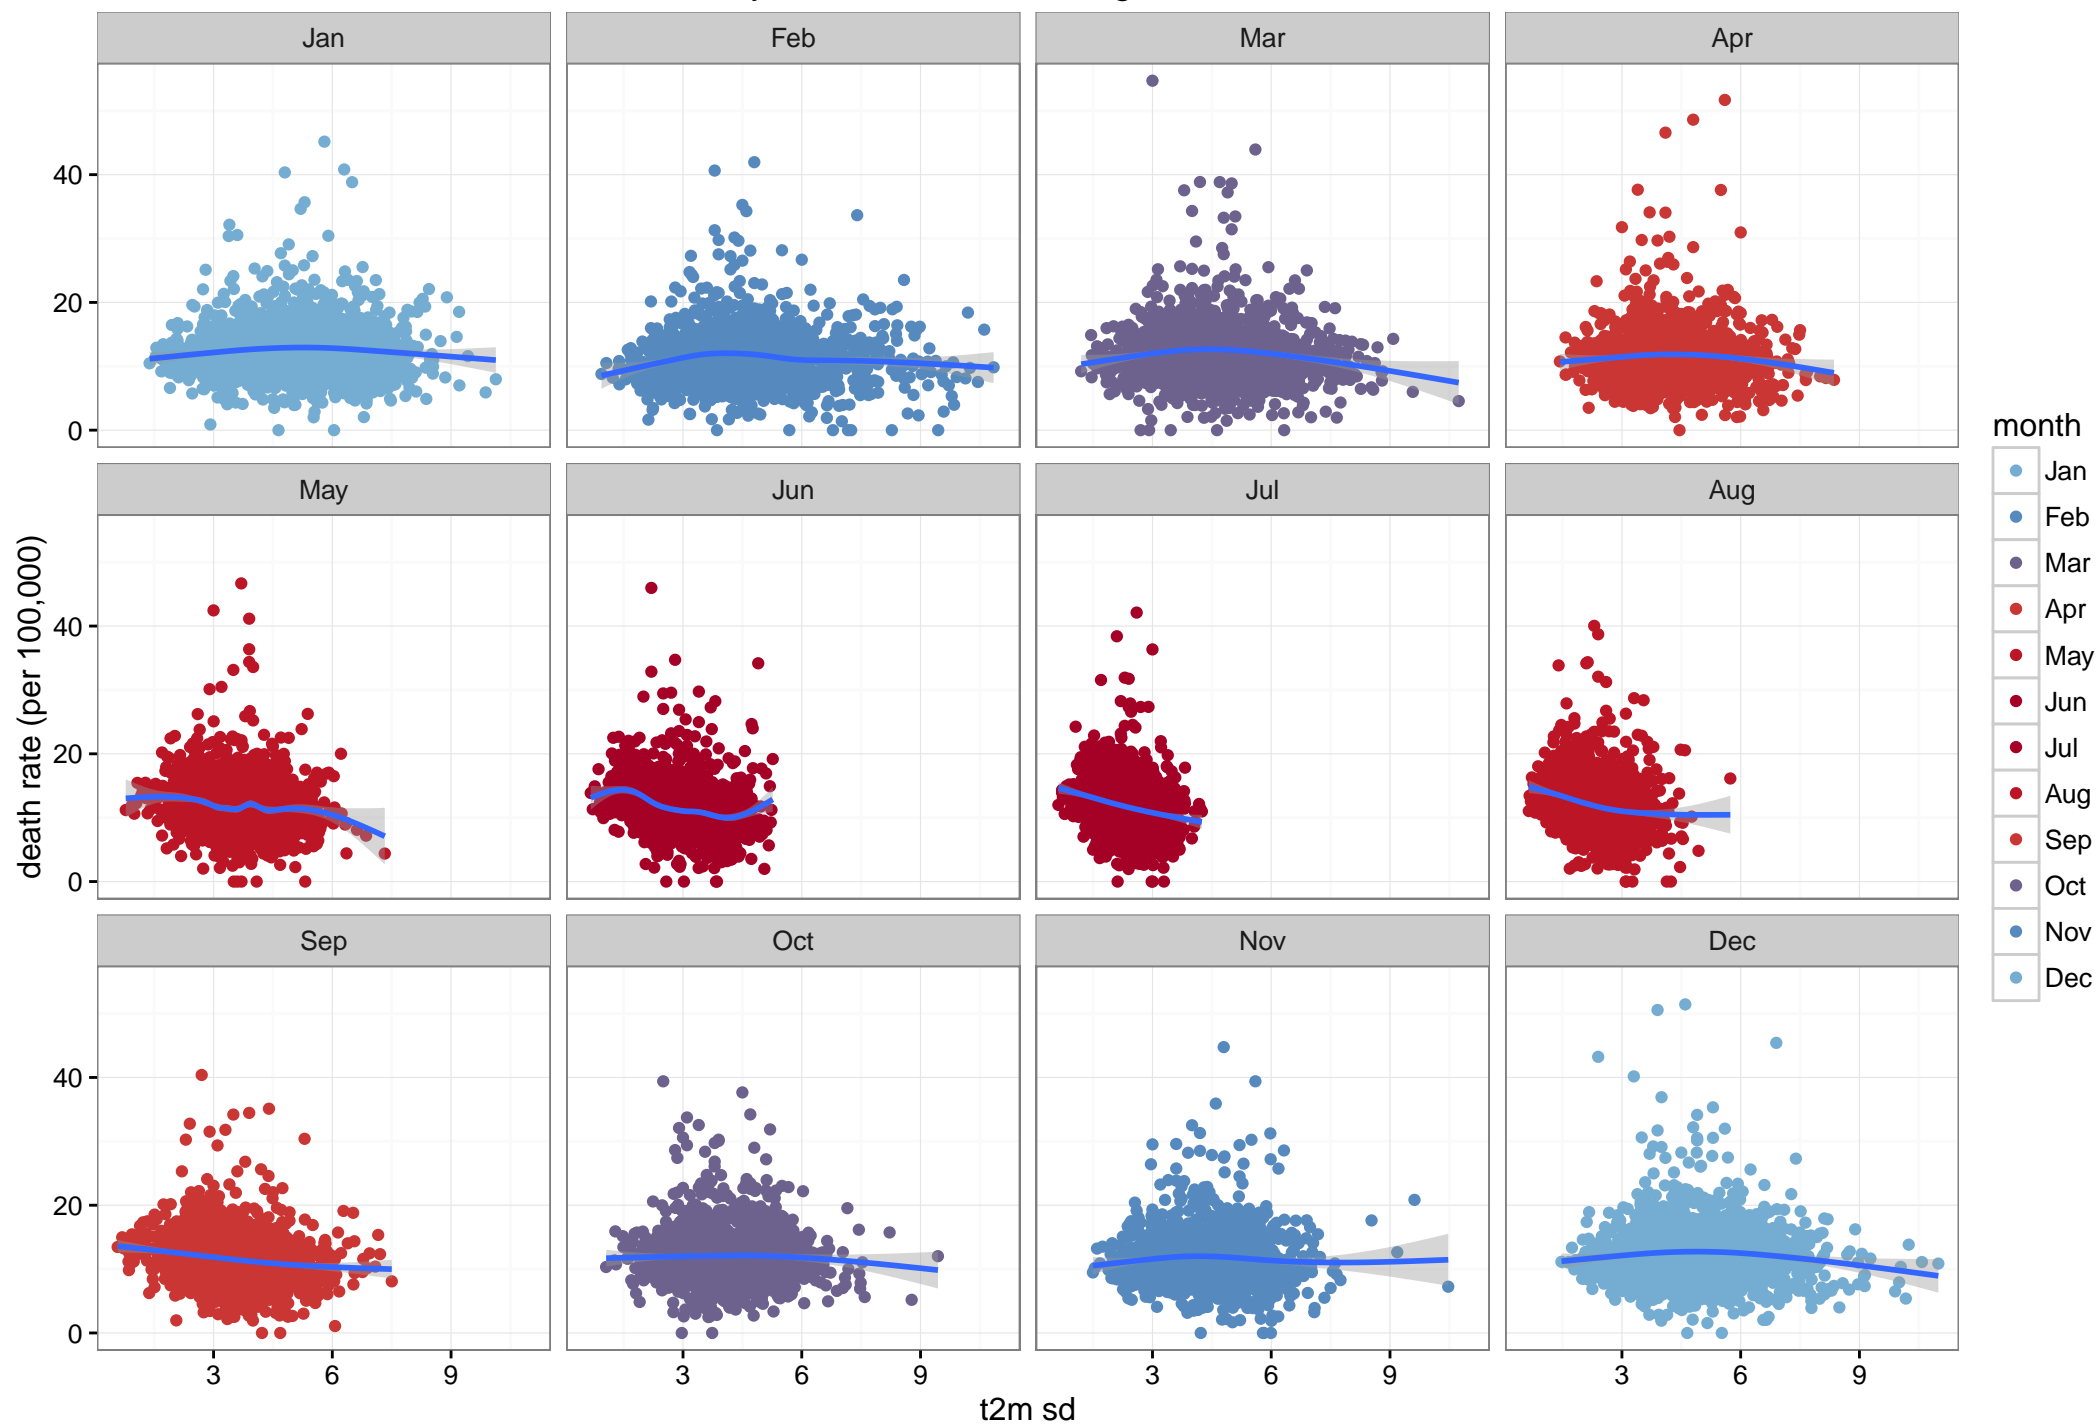 Jan Feb Mar Apr
40
20
0
May Jun Jul Aug
40
20
0
Sep Oct Nov Dec
40
20
0
3 6 9 3 6 9 3 6 9 3 6 9
t2m sd
death rate (per 100,000)
month
Jan
Feb
Mar
Apr
May
Jun
Jul
Aug
Sep
Oct
Nov
Dec